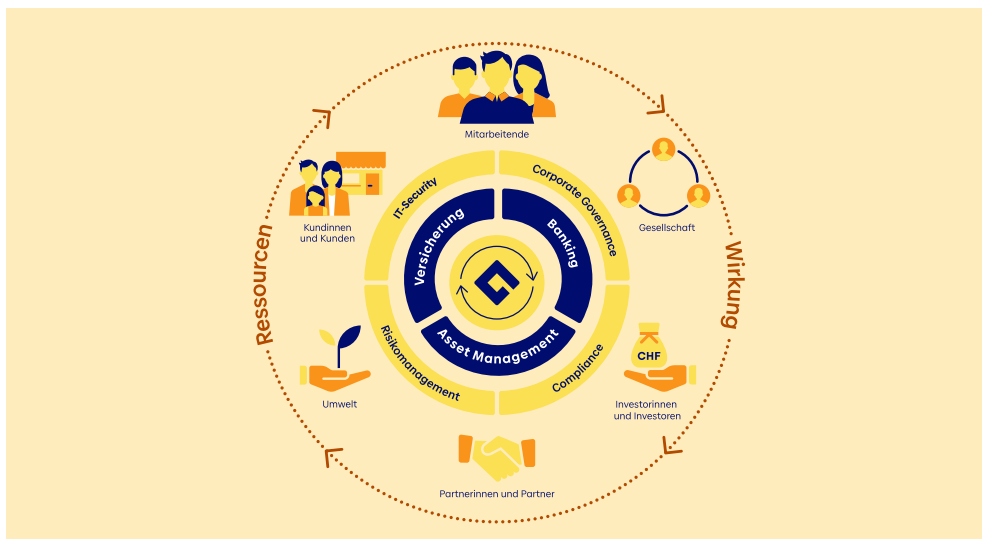 Mitarbeitende
Kundinnen
und Kunden
Gesellschaft
IT-Security
Corporate Governance
Versicherung
Banking
Ressourcen
Wirkung
Asset Management
Risikomanagement
Compliance
CHF
Umwelt
Investorinnen
und Investoren
Partnerinnen und Partner